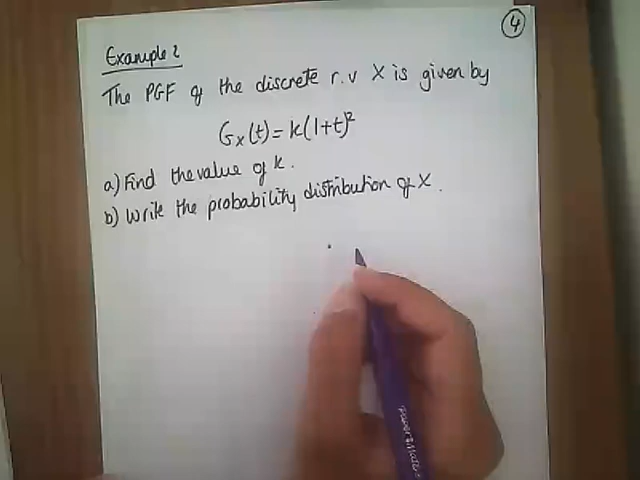 4
Example 2
The PGF of the discrete r.v X is given by
Gx(t) = k(1+t)²
a) Find the value of k.
b) Write the probability distribution of X.